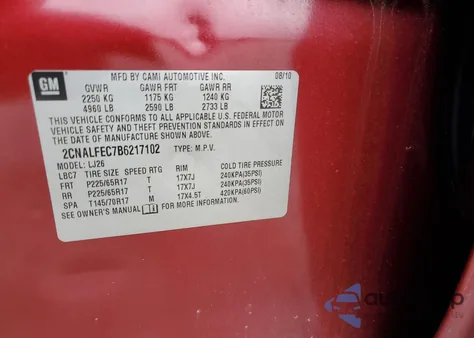 GM
MFD BY CAMI AUTOMOTIVE INC. 08/10
GVWR GAWR FRT GAWR RR
2250 KG 1175 KG 1240 KG
4960 LB 2590 LB 2733 LB
THIS VEHICLE CONFORMS TO ALL APPLICABLE U.S. FEDERAL MOTOR
VEHICLE SAFETY, BUMPER, AND THEFT PREVENTION STANDARDS IN EFFECT ON
THE DATE OF MANUFACTURE SHOWN ABOVE.
2CNALFEC7B6217102 TYPE: M.P.V.
MODEL: LJ26
LBC7 TIRE SIZE SPEED RTG RIM COLD TIRE PRESSURE
FRT P225/65R17 T 17X7J 240KPA(35PSI)
RR P225/65R17 T 17X7J 240KPA(35PSI)
SPA T145/70R17 M 17X4.5T 420KPA(60PSI)
SEE OWNER'S MANUAL